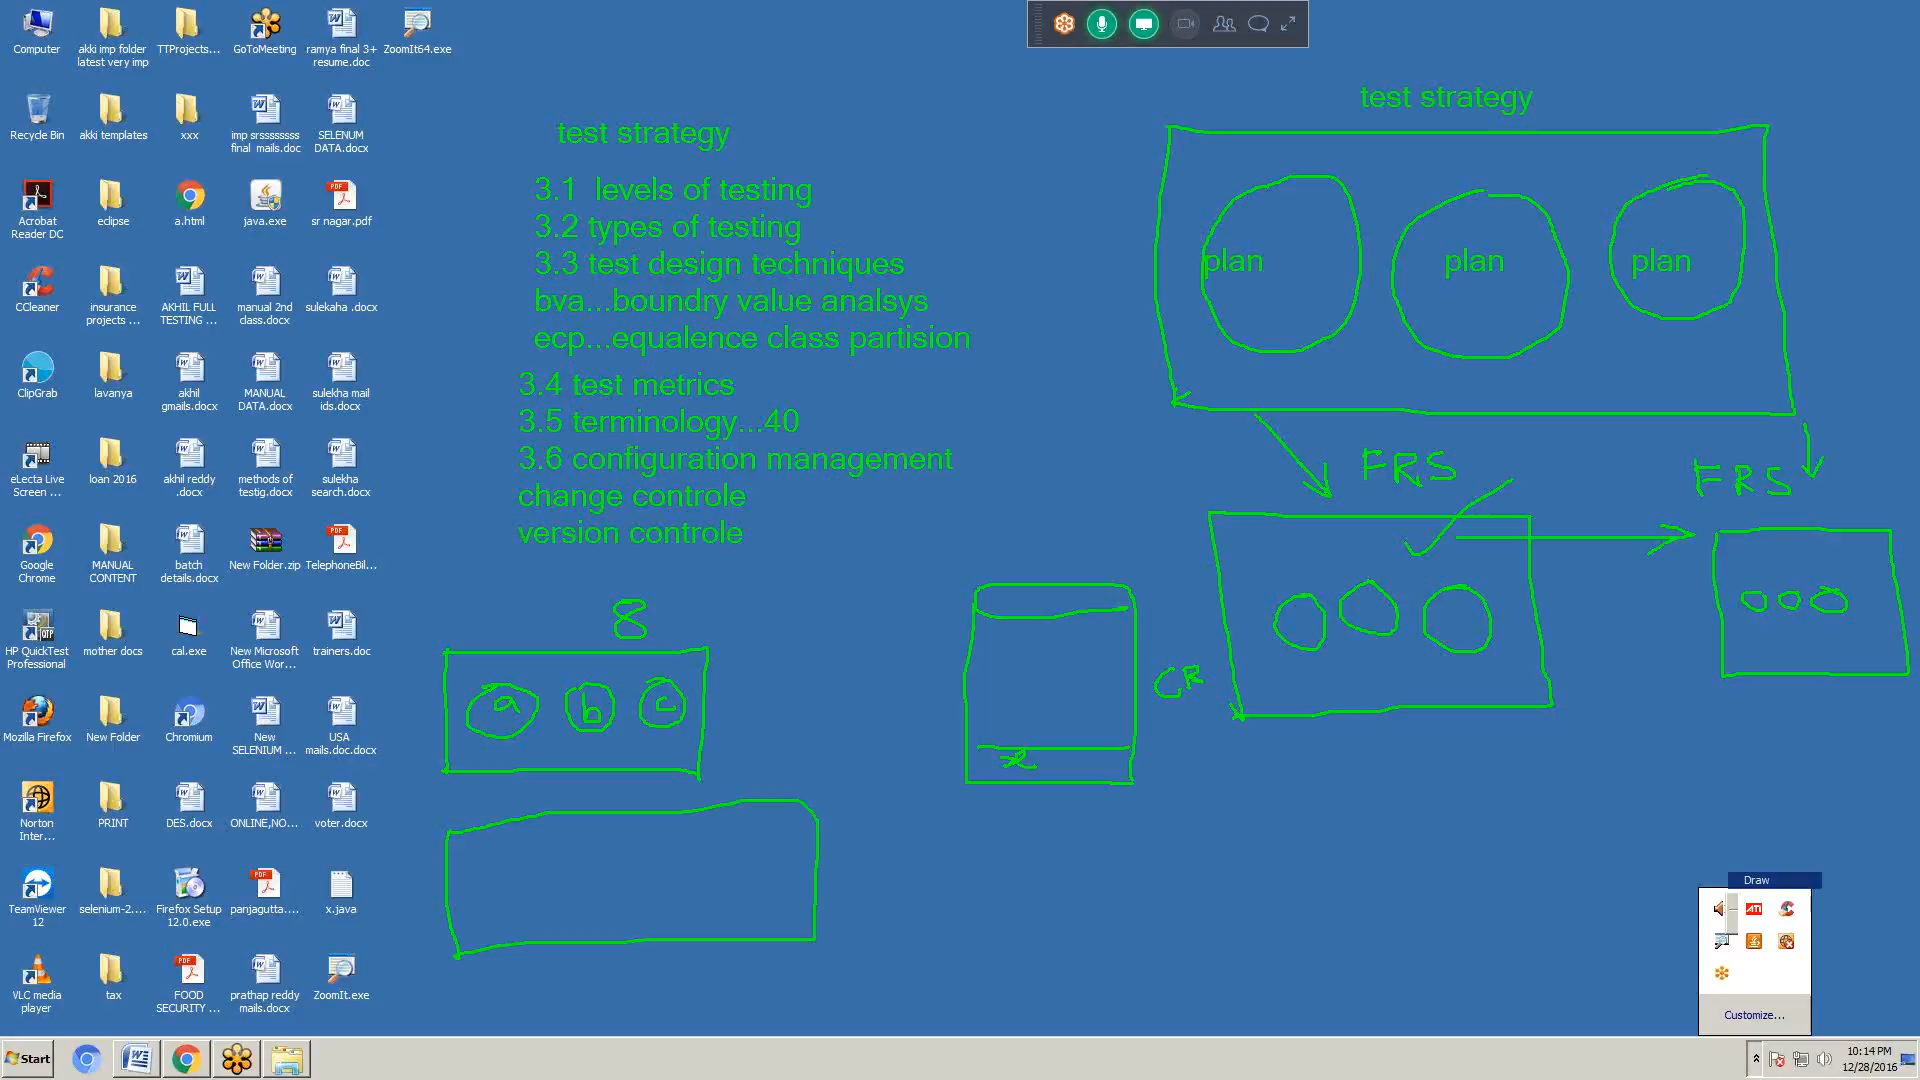 Computer
akki imp folder
latest very imp
TTProjects...
GoToMeeting
ramya final 3+
resume.doc
ZoomIt64.exe
Recycle Bin
akki templates
xxx
imp srsssssssss
final mails.doc
SELENUM
DATA.docx
Acrobat
Reader DC
eclipse
a.html
java.exe
sr nagar.pdf
CCleaner
insurance
projects ...
AKHIL FULL
TESTING ...
manual 2nd
class.docx
sulekaha .docx
ClipGrab
lavanya
akhil
gmails.docx
MANUAL
DATA.docx
sulekha mail
ids.docx
eLecta Live
Screen ...
loan 2016
akhil reddy
.docx
methods of
testig.docx
sulekha
search.docx
Google
Chrome
MANUAL
CONTENT
batch
details.docx
New Folder.zip
TelephoneBil...
HP QuickTest
Professional
mother docs
cal.exe
New Microsoft
Office Wor...
trainers.doc
Mozilla Firefox
New Folder
Chromium
New
SELENIUM ...
USA
mails.doc.docx
Norton
Inter...
PRINT
DES.docx
ONLINE,NO...
voter.docx
TeamViewer
12
selenium-2....
Firefox Setup
12.0.exe
panjagutta....
x.java
VLC media
player
tax
FOOD
SECURITY ...
prathap reddy
mails.docx
ZoomIt.exe
test strategy
3.1 levels of testing
3.2 types of testing
3.3 test design techniques
bva...boundry value analsys
ecp...equalence class partision
3.4 test metrics
3.5 terminology...40
3.6 configuration management
change controle
version controle
8
a b c
x
CR
test strategy
plan plan plan
FRS
FRS
Draw
Customize...
Start
10:14 PM
12/28/2016